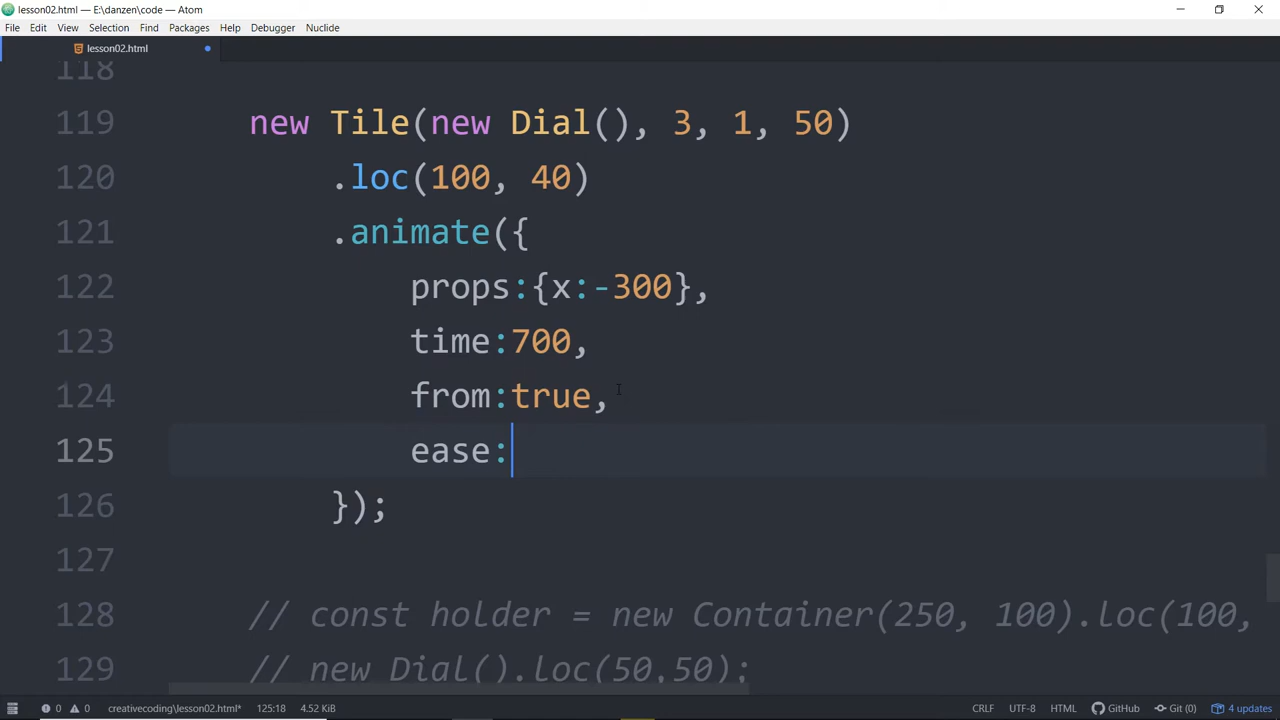 lesson02.html — E:\danzen\code — Atom
File Edit View Selection Find Packages Help Debugger Nuclide
lesson02.html
118
119 new Tile(new Dial(), 3, 1, 50)
120 .loc(100, 40)
121 .animate({
122 props:{x:-300},
123 time:700,
124 from:true,
125 ease:
126 });
127
128 // const holder = new Container(250, 100).loc(100,
129 // new Dial().loc(50,50);
0 0 creativecoding\lesson02.html* 125:18 4.52 KiB CRLF UTF-8 HTML GitHub Git (0) 4 updates